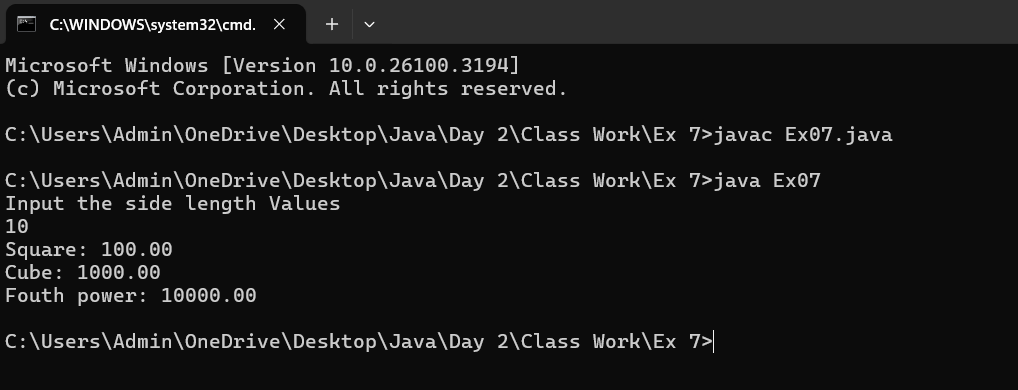 C:\WINDOWS\system32\cmd.
Microsoft Windows [Version 10.0.26100.3194]
(c) Microsoft Corporation. All rights reserved.
C:\Users\Admin\OneDrive\Desktop\Java\Day 2\Class Work\Ex 7>javac Ex07.java
C:\Users\Admin\OneDrive\Desktop\Java\Day 2\Class Work\Ex 7>java Ex07
Input the side length Values
10
Square: 100.00
Cube: 1000.00
Fouth power: 10000.00
C:\Users\Admin\OneDrive\Desktop\Java\Day 2\Class Work\Ex 7>